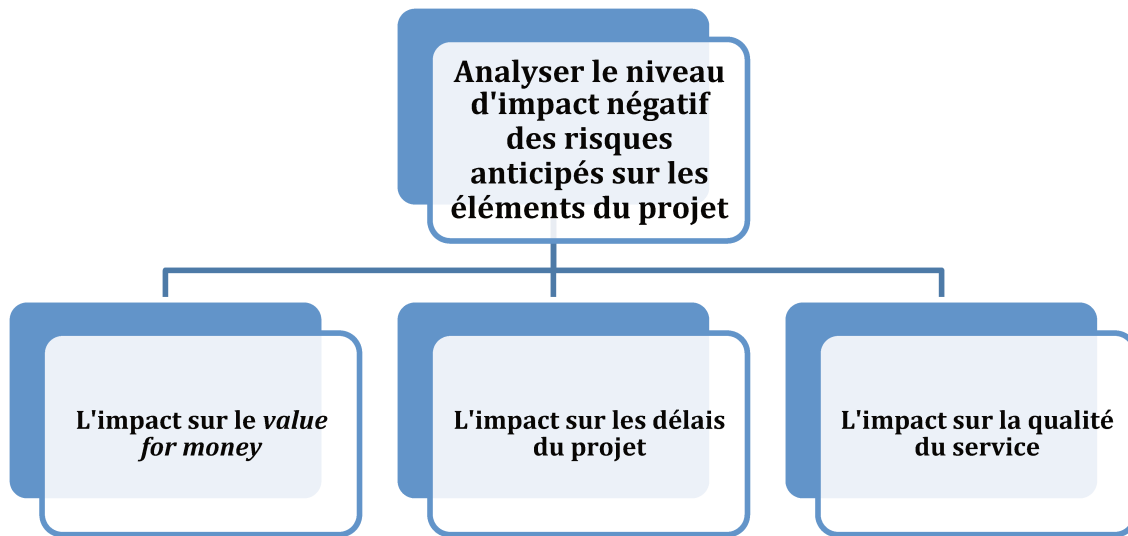 Analyser le niveau
d'impact négatif
des risques
anticipés sur les
éléments du projet
L'impact sur le value
for money
L'impact sur les délais
du projet
L'impact sur la qualité
du service